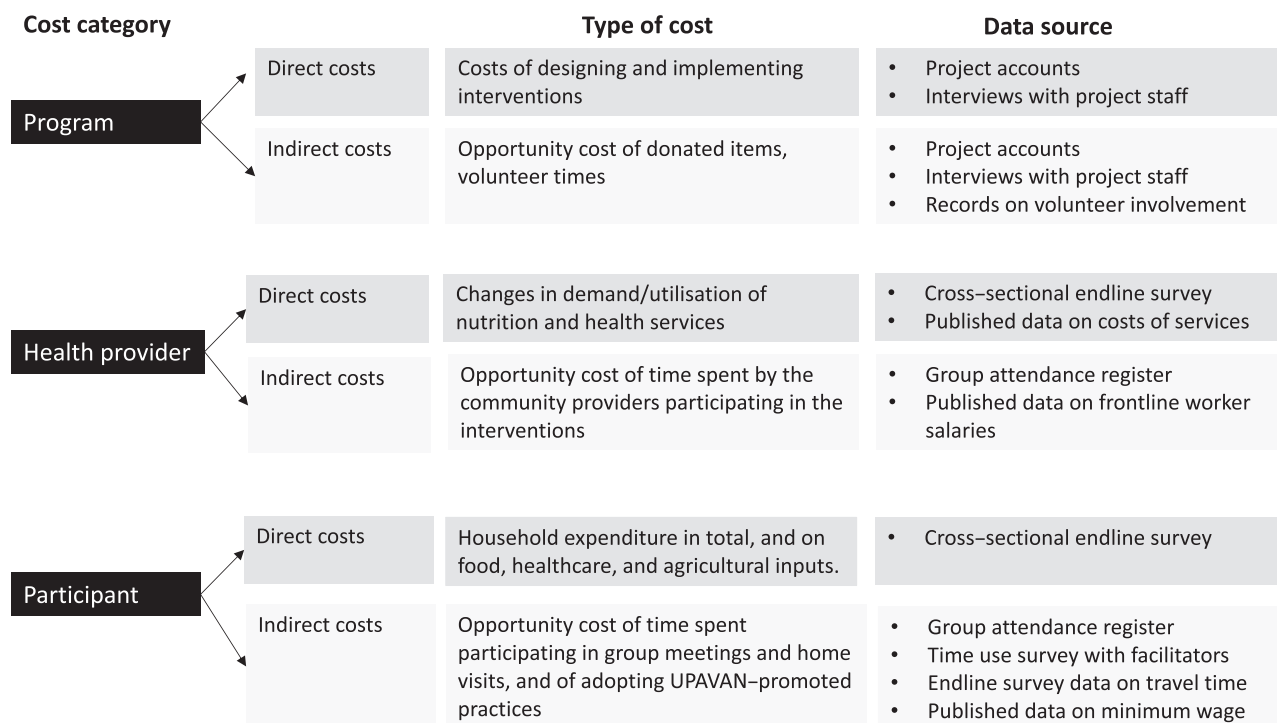 Cost category Type of cost Data source
Program
Direct costs
Costs of designing and implementing
interventions
• Project accounts
• Interviews with project staff
Indirect costs
Opportunity cost of donated items,
volunteer times
• Project accounts
• Interviews with project staff
• Records on volunteer involvement
Health provider
Direct costs
Changes in demand/utilisation of
nutrition and health services
• Cross−sectional endline survey
• Published data on costs of services
Indirect costs
Opportunity cost of time spent by the
community providers participating in the
interventions
• Group attendance register
• Published data on frontline worker
salaries
Participant
Direct costs
Household expenditure in total, and on
food, healthcare, and agricultural inputs.
• Cross−sectional endline survey
Indirect costs
Opportunity cost of time spent
participating in group meetings and home
visits, and of adopting UPAVAN−promoted
practices
• Group attendance register
• Time use survey with facilitators
• Endline survey data on travel time
• Published data on minimum wage